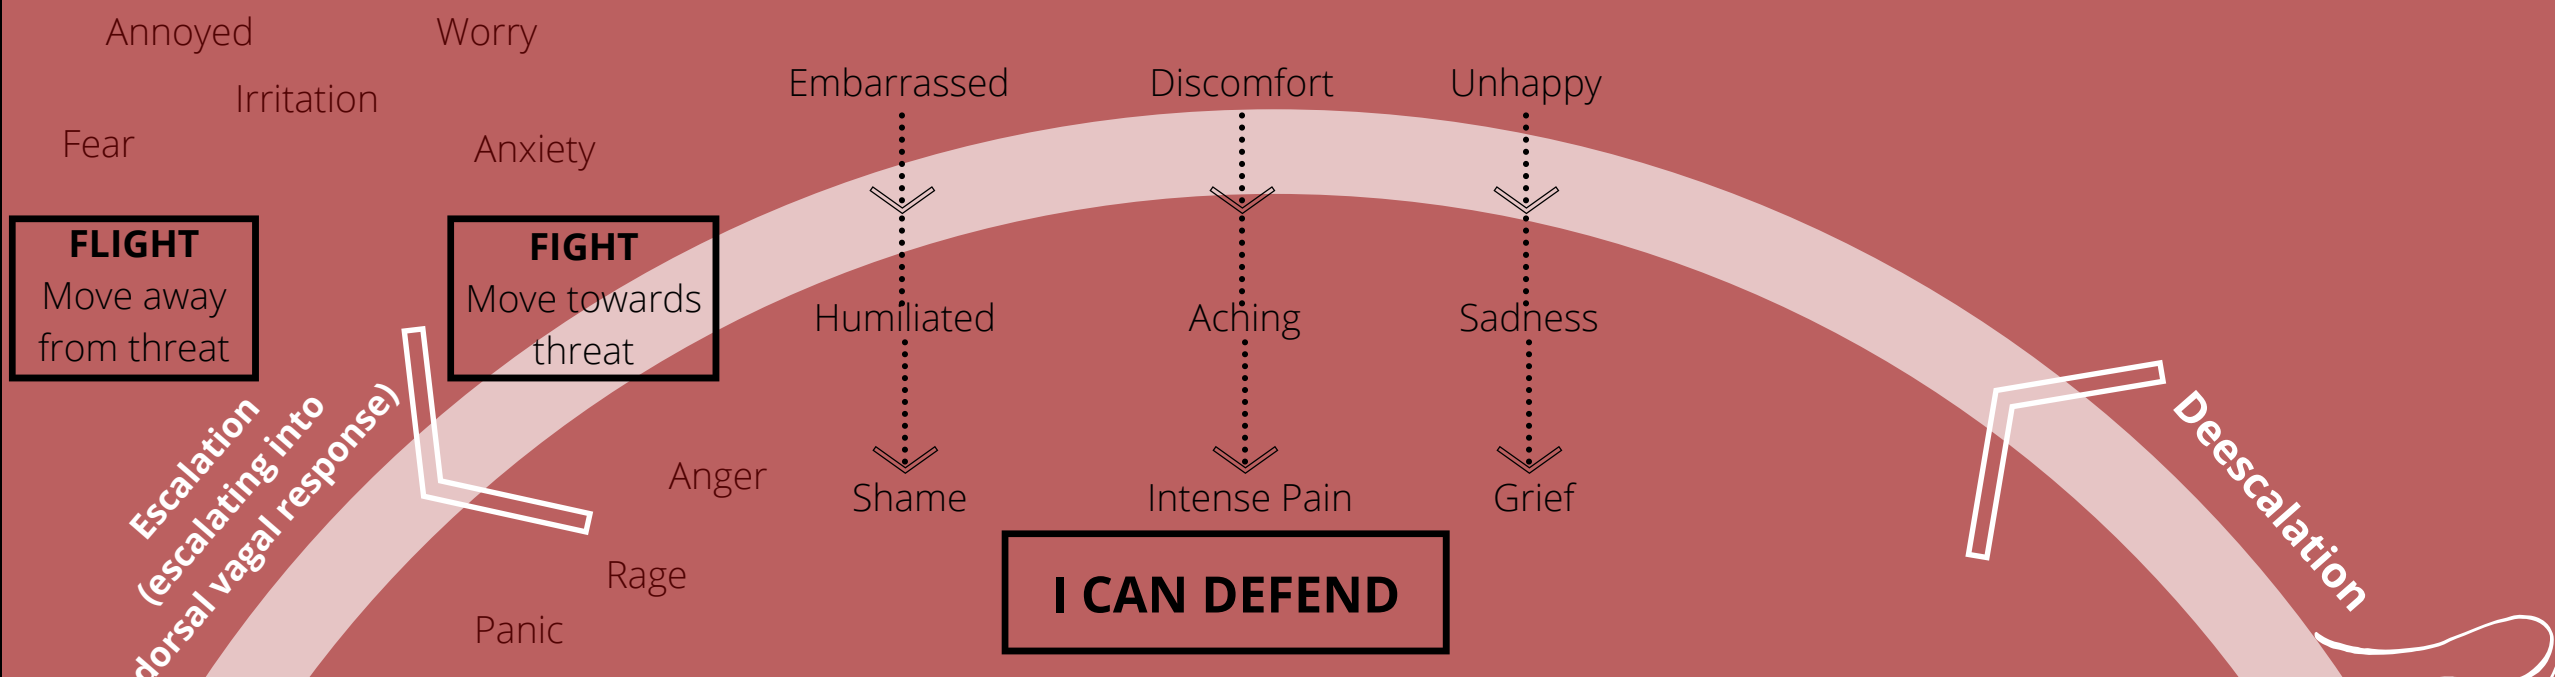 Annoyed
Worry
Irritation
Fear
Anxiety
FLIGHT
Move away
from threat
FIGHT
Move towards
threat
Embarrassed
Discomfort
Unhappy
Humiliated
Aching
Sadness
Shame
Intense Pain
Grief
Escalation
(escalating into
dorsal vagal response)
Anger
Rage
Panic
I CAN DEFEND
Deescalation